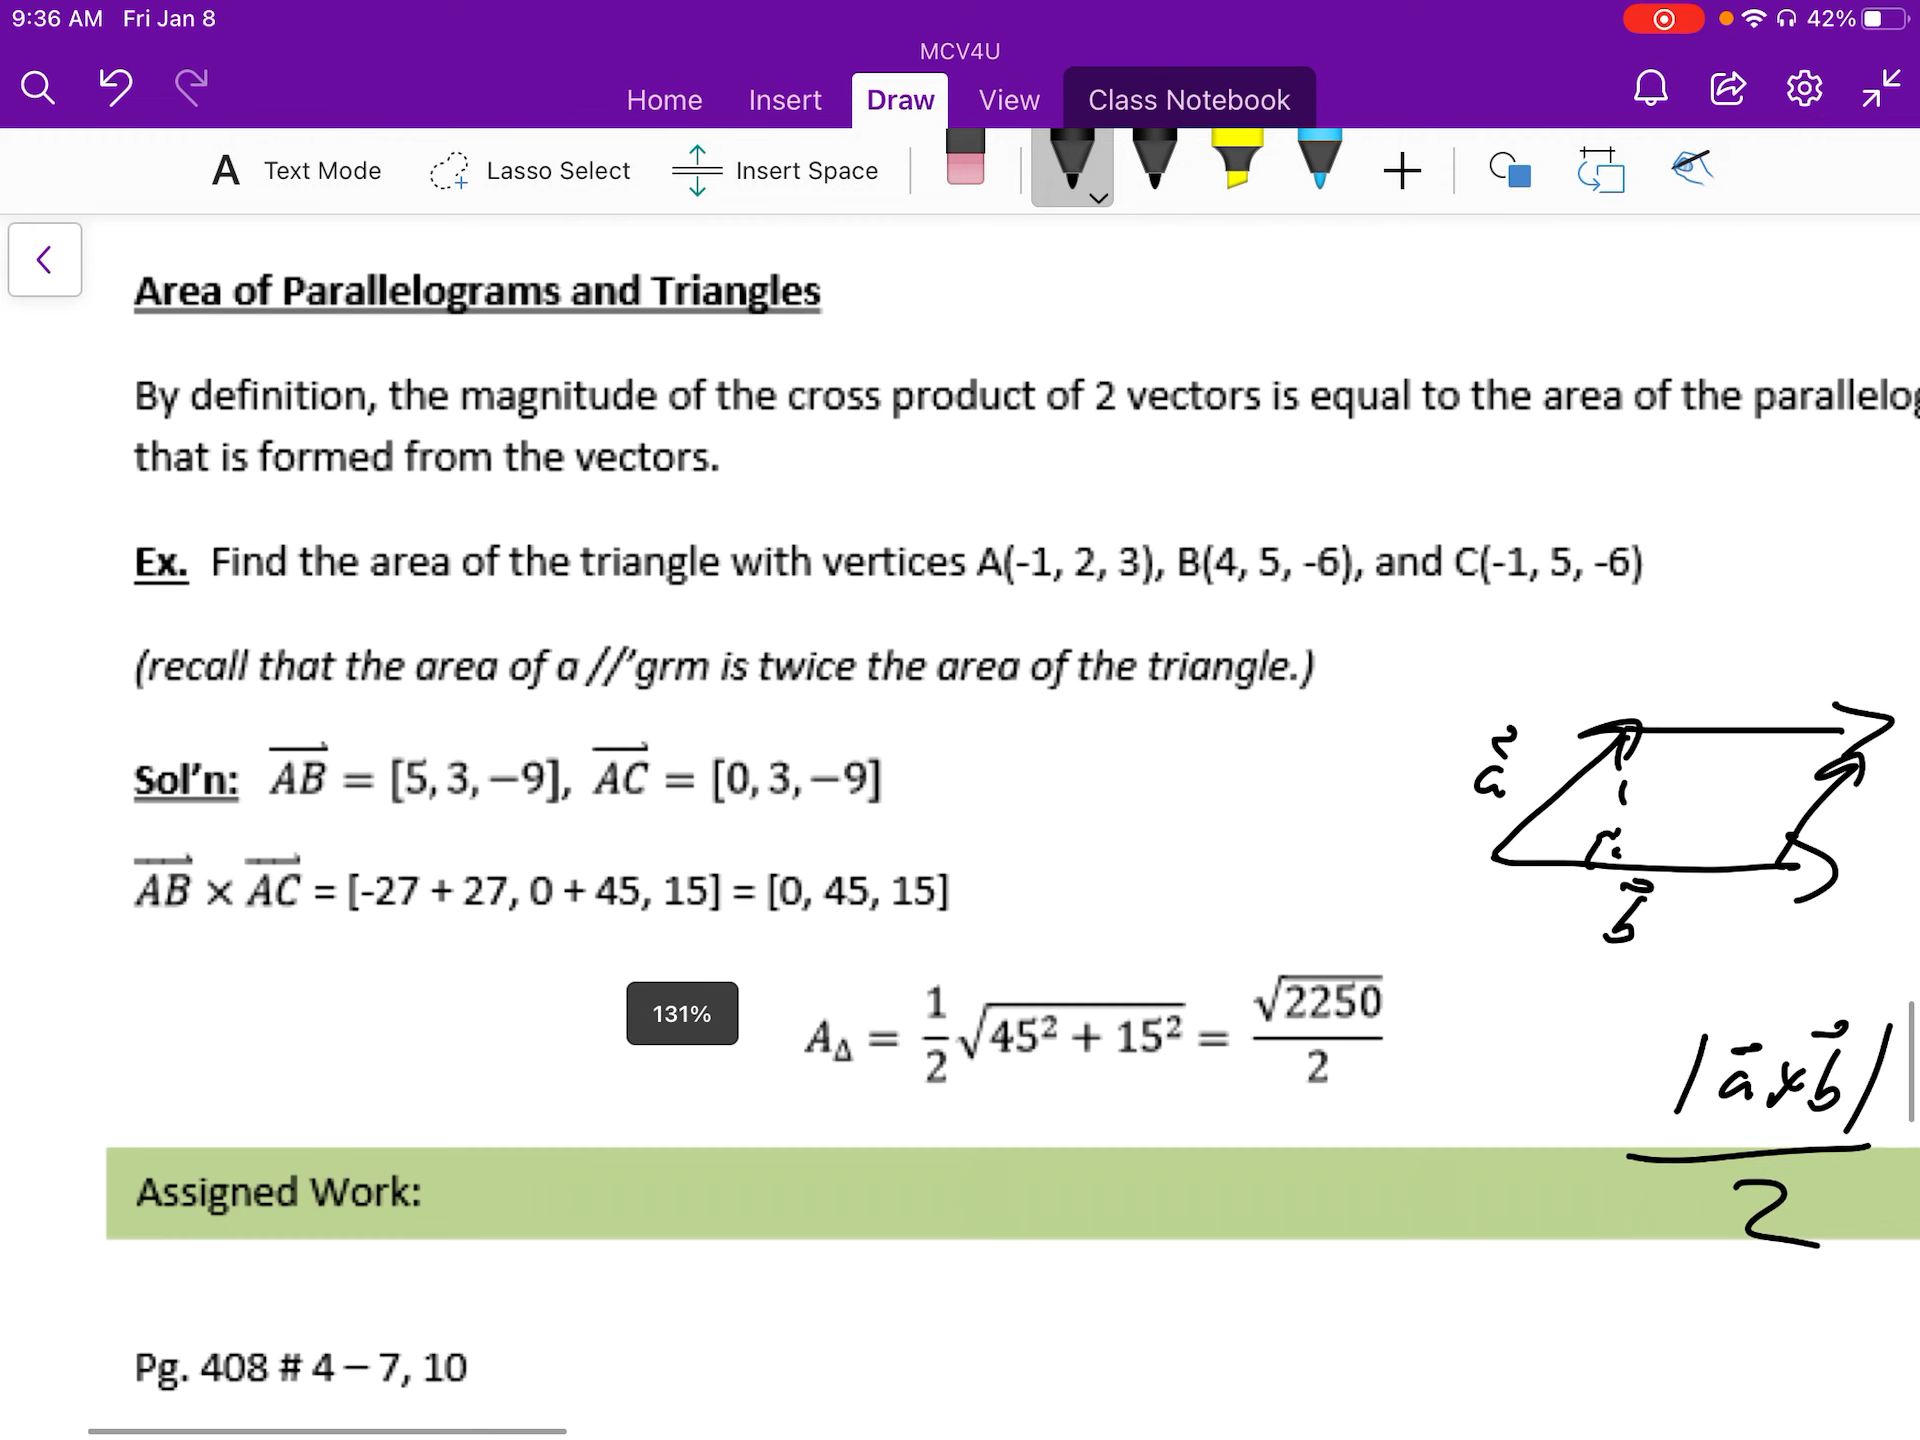 9:36 AM Fri Jan 8
42%
MCV4U
Home Insert Draw View Class Notebook
A Text Mode Lasso Select Insert Space
Area of Parallelograms and Triangles
By definition, the magnitude of the cross product of 2 vectors is equal to the area of the parallelog
that is formed from the vectors.
Ex. Find the area of the triangle with vertices A(-1, 2, 3), B(4, 5, -6), and C(-1, 5, -6)
(recall that the area of a //'grm is twice the area of the triangle.)
Sol'n: AB = [5, 3, −9], AC = [0, 3, −9]
AB × AC = [-27 + 27, 0 + 45, 15] = [0, 45, 15]
a
b
131%
A∆ = 1/2 √45² + 15² = √2250/2
|a⃗ x b⃗|
2
Assigned Work:
Pg. 408 # 4 – 7, 10